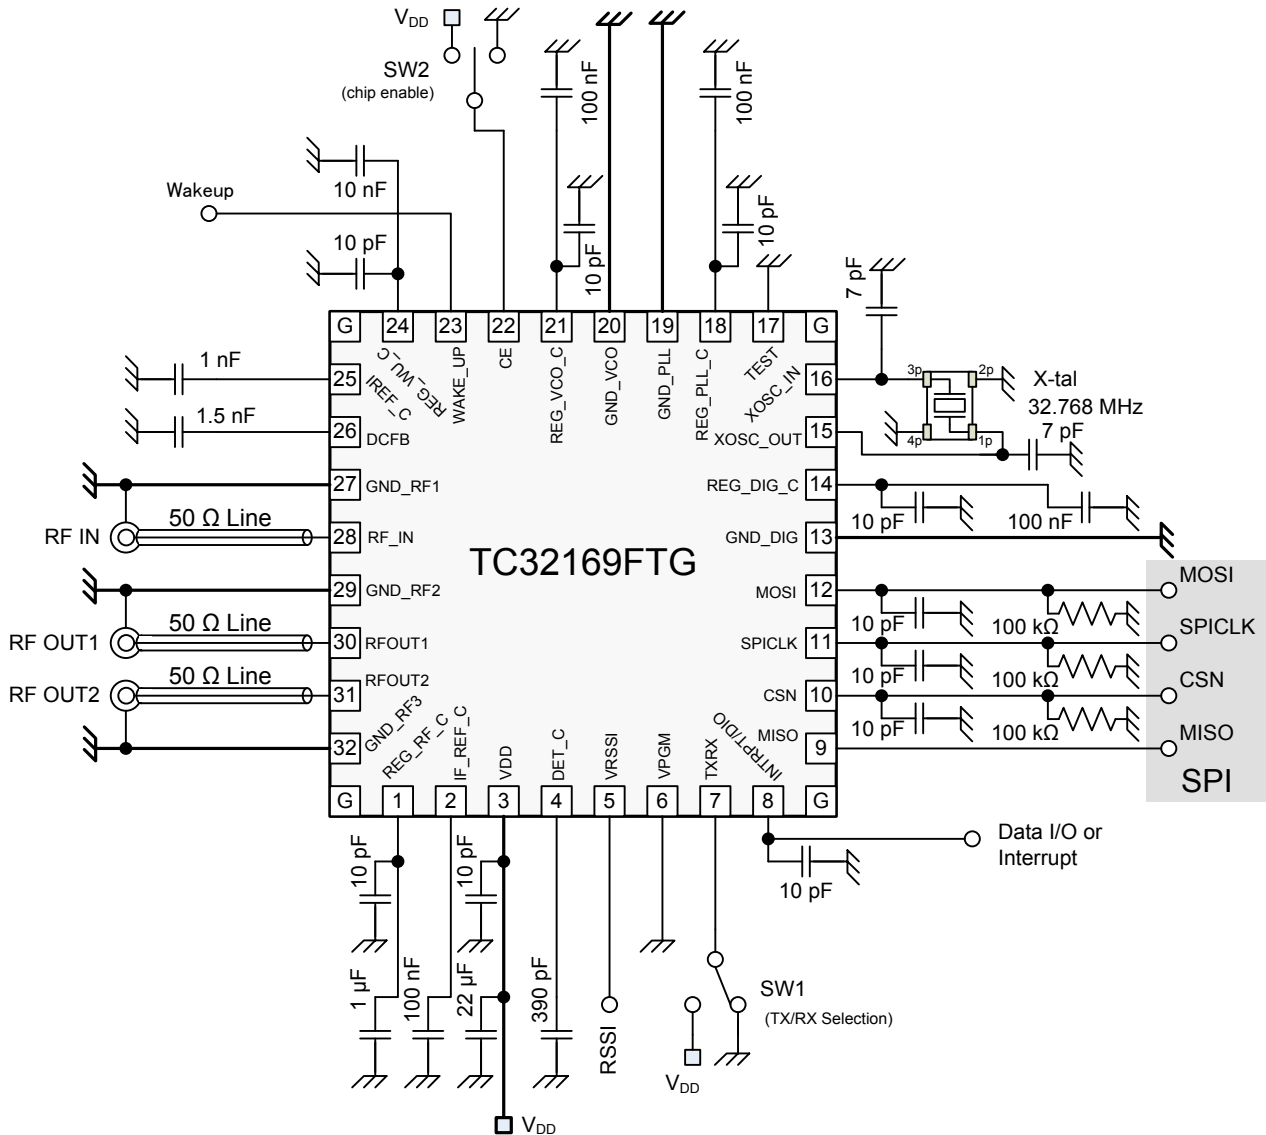 VDD
SW2
(chip enable)
100 nF
100 nF
10 nF
Wakeup
10 pF
10 pF
10 pF
7 pF
G
24
23
22
21
20
19
18
17
G
REG_WU_C
WAKE_UP
CE
REG_VCO_C
GND_VCO
GND_PLL
REG_PLL_C
TEST
1 nF
25
IREF_C
XOSC_IN
16
3p
2p
X-tal
32.768 MHz
1.5 nF
26
DCFB
XOSC_OUT
15
4p
1p
7 pF
27
GND_RF1
REG_DIG_C
14
10 pF
100 nF
RF IN
50 Ω Line
28
RF_IN
TC32169FTG
GND_DIG
13
29
GND_RF2
MOSI
12
10 pF
100 kΩ
MOSI
RF OUT1
50 Ω Line
30
RFOUT1
SPICLK
11
10 pF
100 kΩ
SPICLK
RF OUT2
50 Ω Line
31
RFOUT2
CSN
10
10 pF
100 kΩ
CSN
32
GND_RF3
MISO
9
MISO
SPI
REG_RF_C
IF_REF_C
VDD
DET_C
VRSSI
VPGM
TXRX
INTRPT/DIO
G
1
2
3
4
5
6
7
8
G
Data I/O or
Interrupt
10 pF
10 pF
10 pF
1 µF
100 nF
22 µF
390 pF
RSSI
SW1
(TX/RX Selection)
VDD
VDD